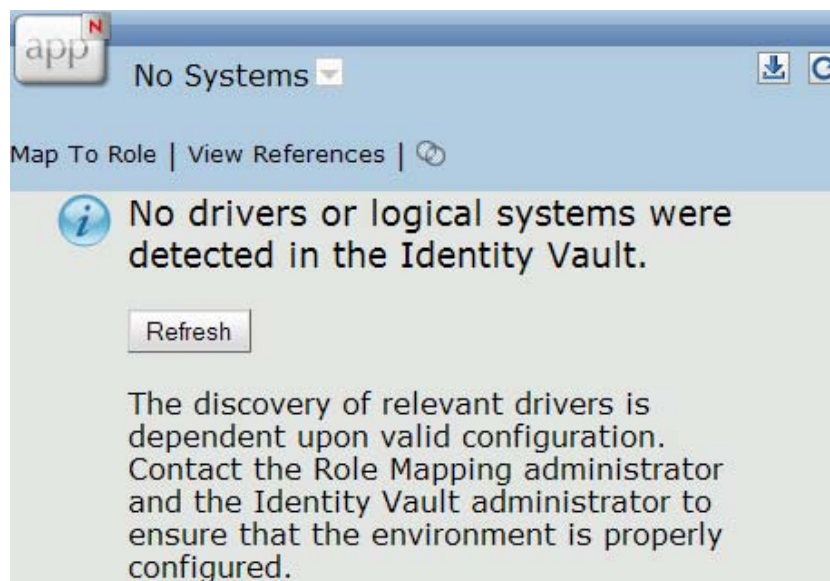 app N
No Systems
Map To Role | View References |
No drivers or logical systems were
detected in the Identity Vault.
Refresh
The discovery of relevant drivers is
dependent upon valid configuration.
Contact the Role Mapping administrator
and the Identity Vault administrator to
ensure that the environment is properly
configured.